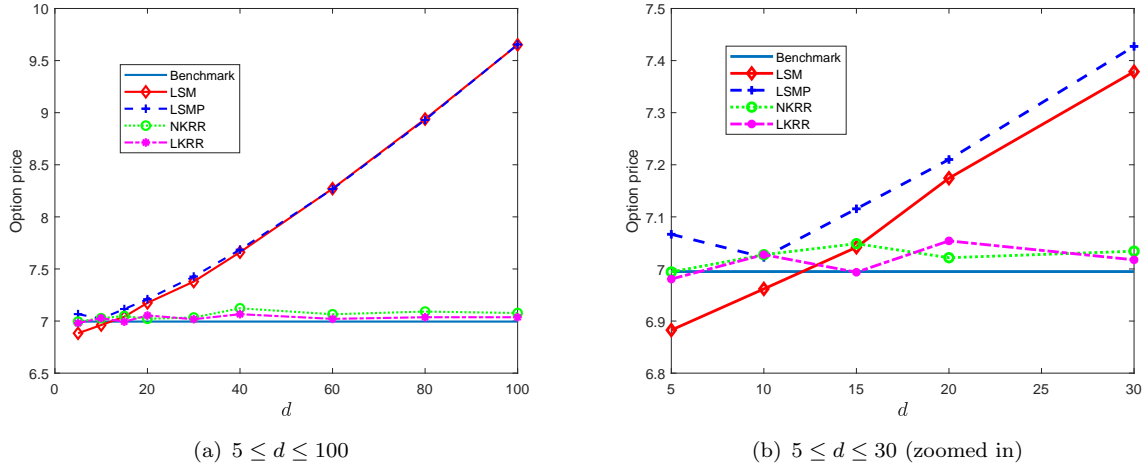 10
9.5
9
8.5
8
7.5
7
6.5
Option price
Benchmark
LSM
LSMP
NKRR
LKRR
0 20 40 60 80 100
d
(a) 5 ≤ d ≤ 100
7.5
7.4
7.3
7.2
7.1
7
6.9
6.8
Option price
Benchmark
LSM
LSMP
NKRR
LKRR
5 10 15 20 25 30
d
(b) 5 ≤ d ≤ 30 (zoomed in)